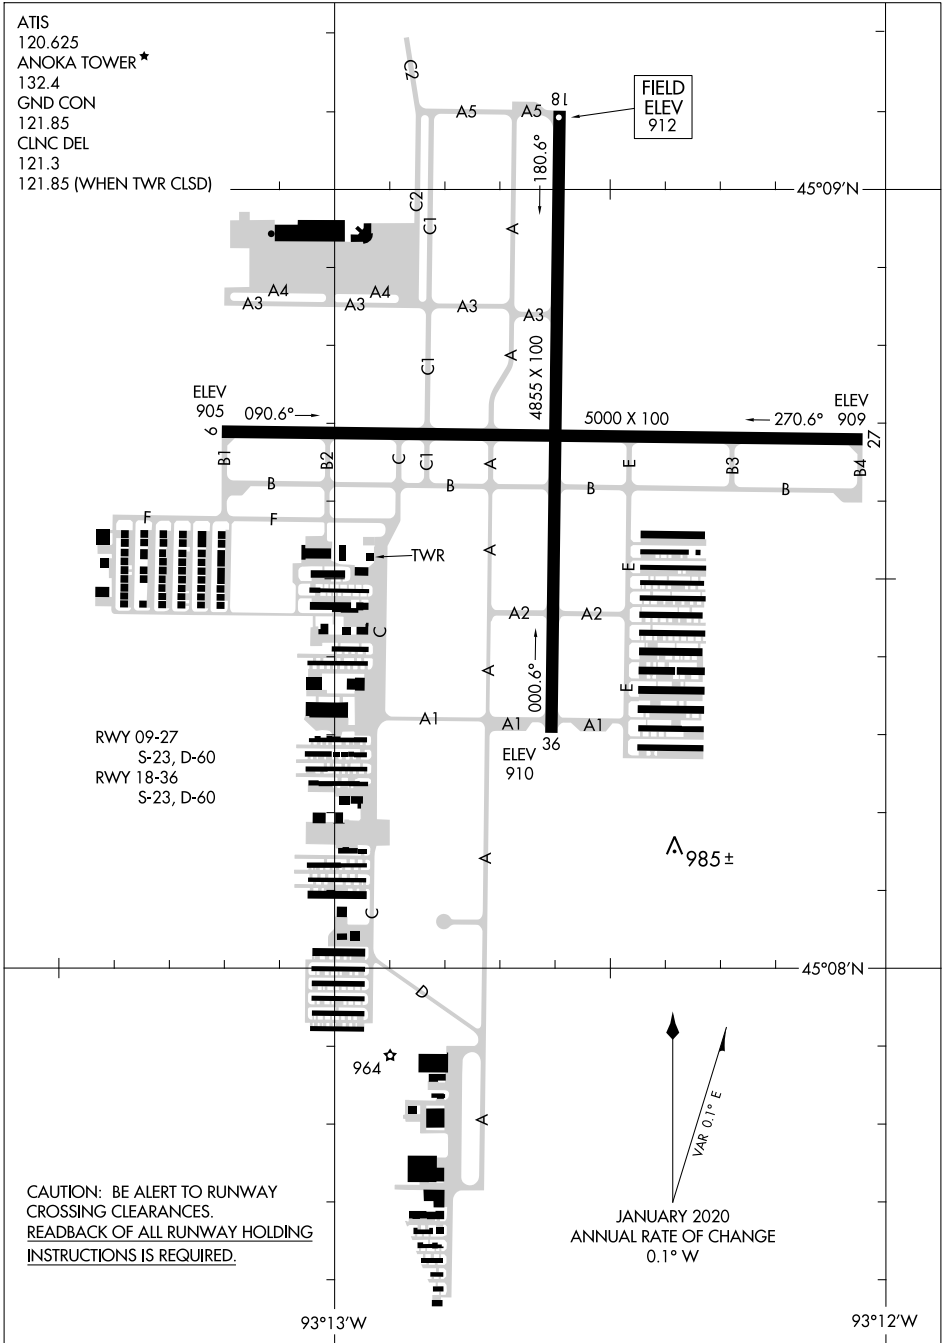 ATIS
120.625
ANOKA TOWER ★
132.4
GND CON
121.85
CLNC DEL
121.3
121.85 (WHEN TWR CLSD)
C2
A5
A5
18
FIELD
ELEV
912
180.6°
45°09'N
C2
C1
A
A4
A4
A3
A3
A3
A3
C1
A
4855 X 100
ELEV
905
090.6°
5000 X 100
270.6°
ELEV
909
9
27
B1
B2
C
C1
A
E
B3
B4
B
B
B
B
F
F
TWR
A
E
C
A2
A2
A
000.6°
E
A1
A1
A1
36
ELEV
910
RWY 09-27
S-23, D-60
RWY 18-36
S-23, D-60
985 ±
A
C
45°08'N
D
964
A
VAR 0.1° E
JANUARY 2020
ANNUAL RATE OF CHANGE
0.1° W
CAUTION: BE ALERT TO RUNWAY
CROSSING CLEARANCES.
READBACK OF ALL RUNWAY HOLDING
INSTRUCTIONS IS REQUIRED.
93°13'W
93°12'W